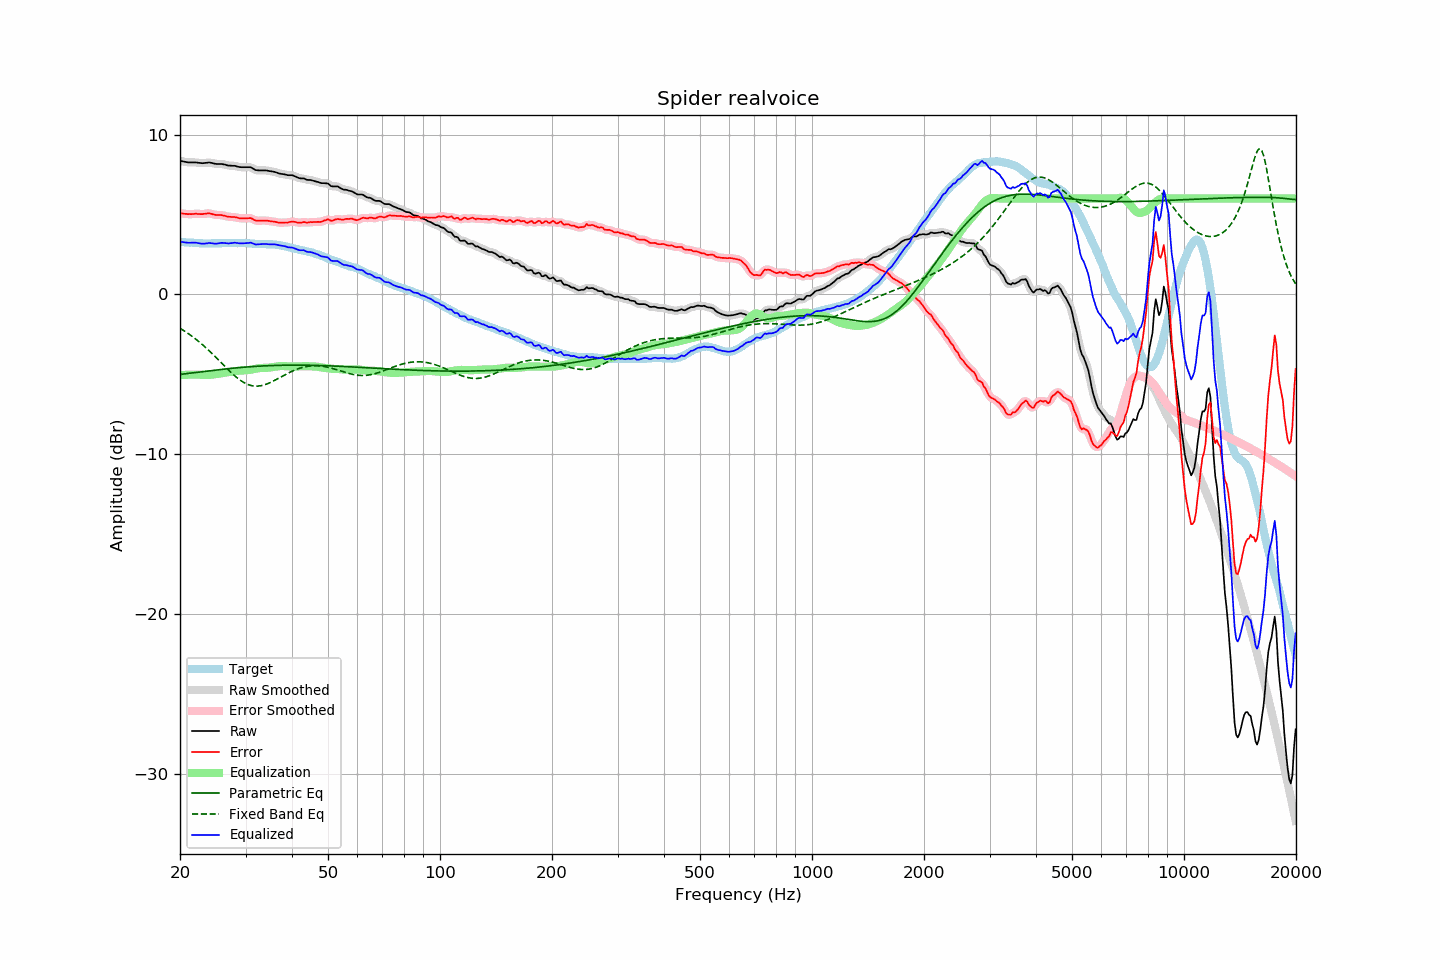 Spider realvoice
Amplitude (dBr)
10
0
−10
−20
−30
Target
Raw Smoothed
Error Smoothed
Raw
Error
Equalization
Parametric Eq
Fixed Band Eq
Equalized
20 50 100 200 500 1000 2000 5000 10000 20000
Frequency (Hz)